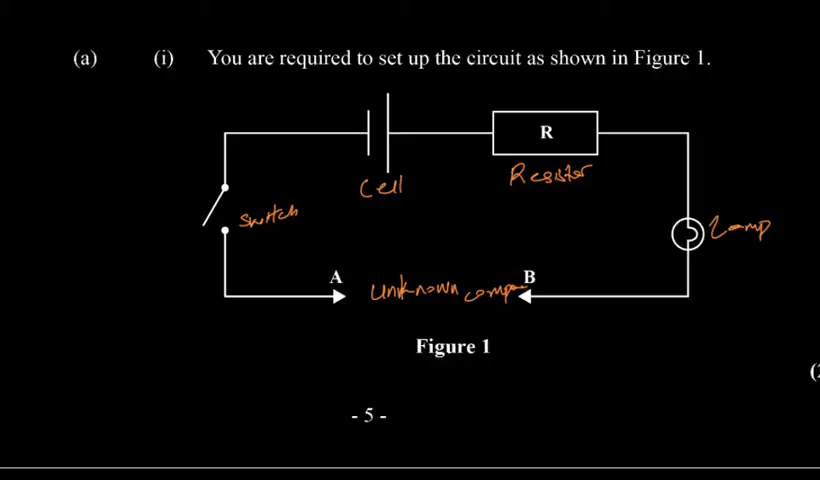 (a) (i) You are required to set up the circuit as shown in Figure 1.
R
Cell
Resistor
Switch
Lamp
A
Unknown comp
B
Figure 1
- 5 -